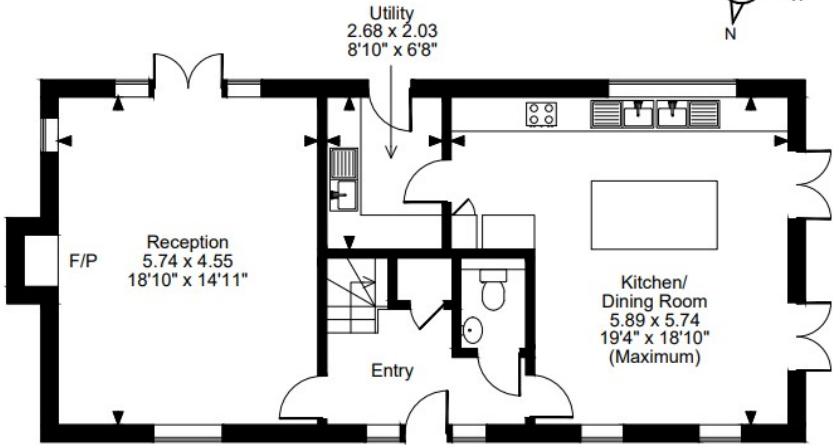 Utility
2.68 x 2.03
8'10" x 6'8"
N
Reception
5.74 x 4.55
18'10" x 14'11"
F/P
Kitchen/
Dining Room
5.89 x 5.74
19'4" x 18'10"
(Maximum)
Entry